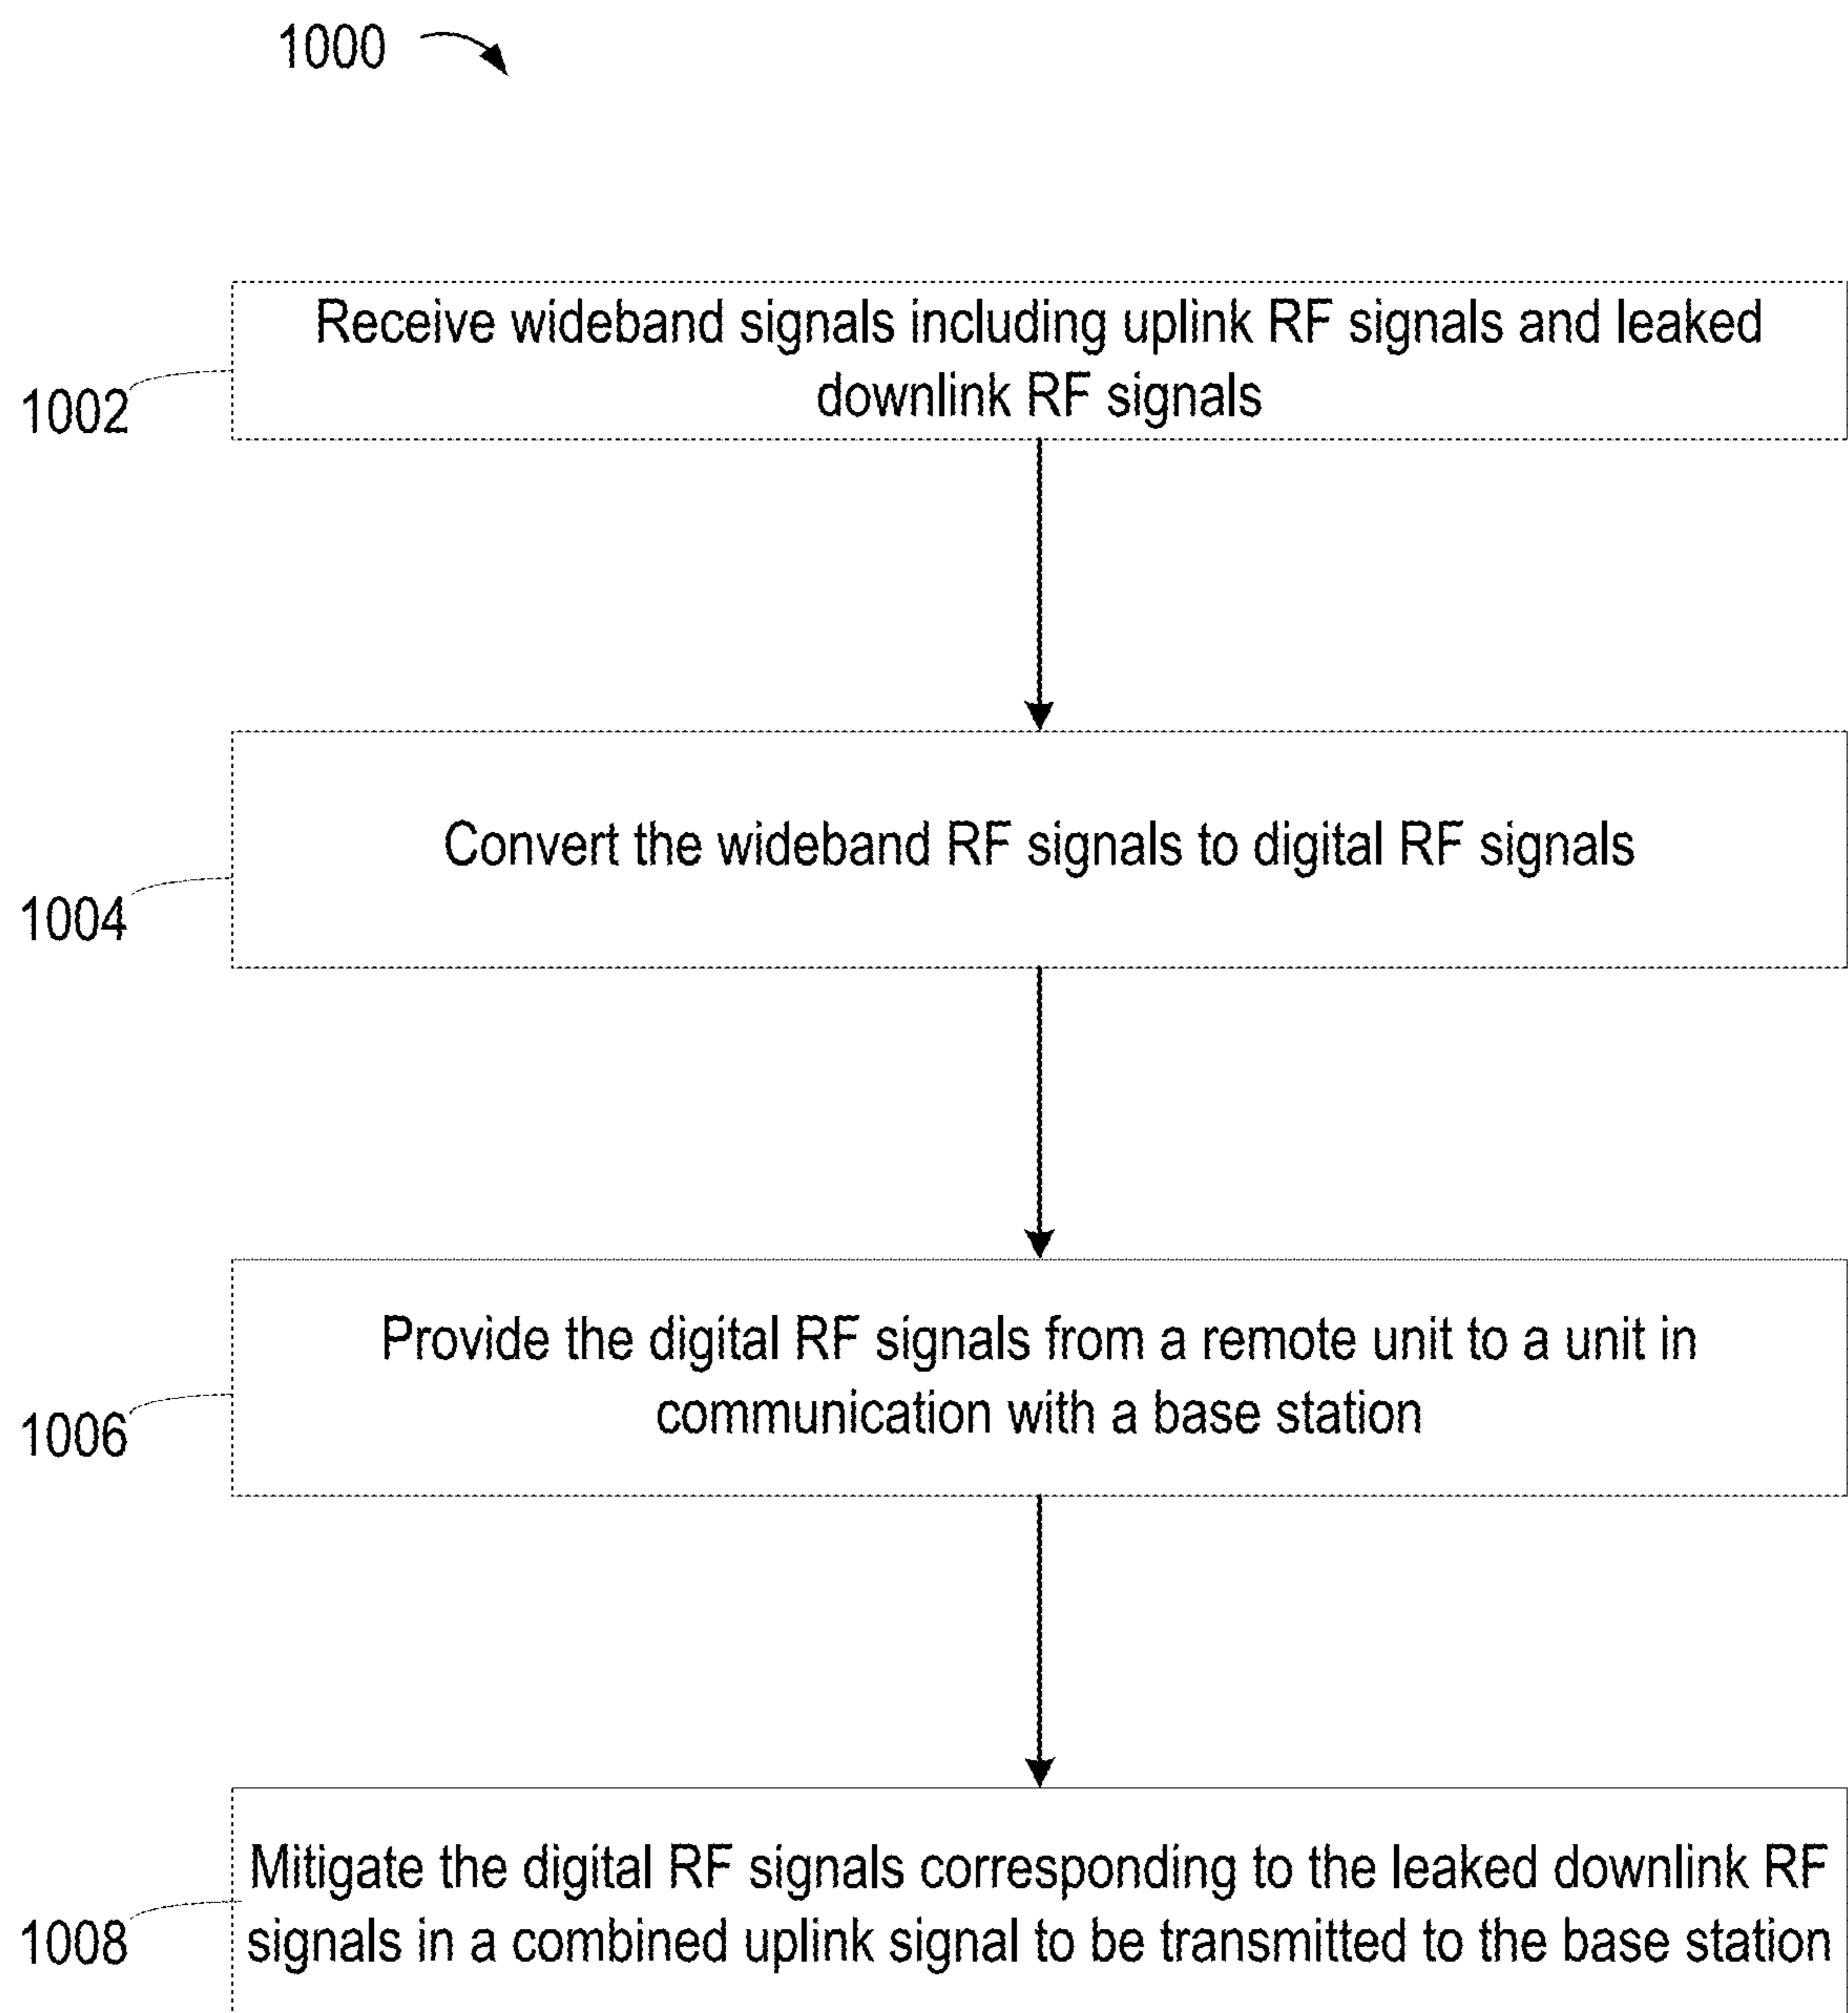 1000
Receive wideband signals including uplink RF signals and leaked
downlink RF signals
1002
Convert the wideband RF signals to digital RF signals
1004
Provide the digital RF signals from a remote unit to a unit in
communication with a base station
1006
Mitigate the digital RF signals corresponding to the leaked downlink RF
signals in a combined uplink signal to be transmitted to the base station
1008